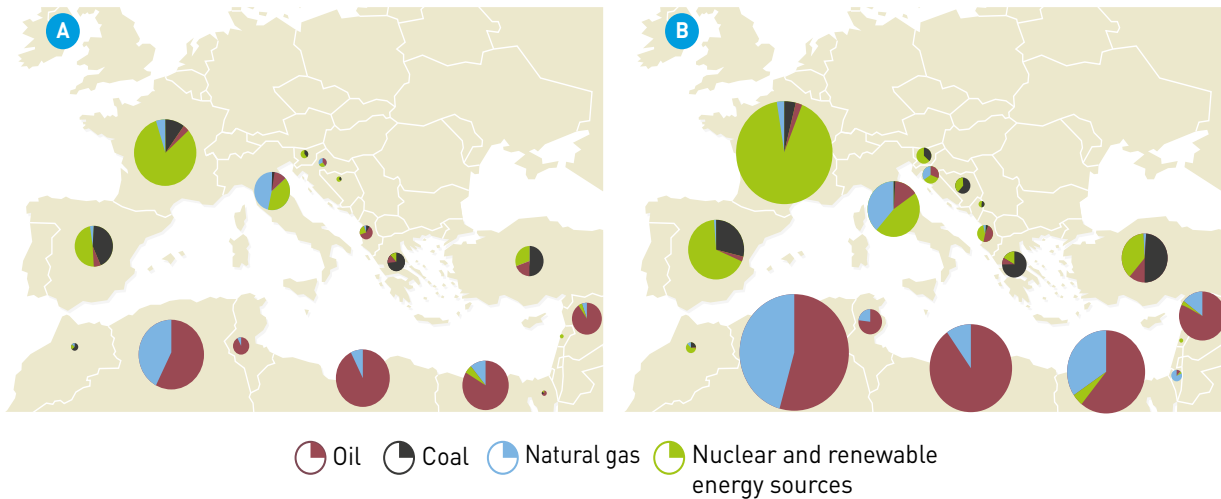 A
B
Oil
Coal
Natural gas
Nuclear and renewable
energy sources